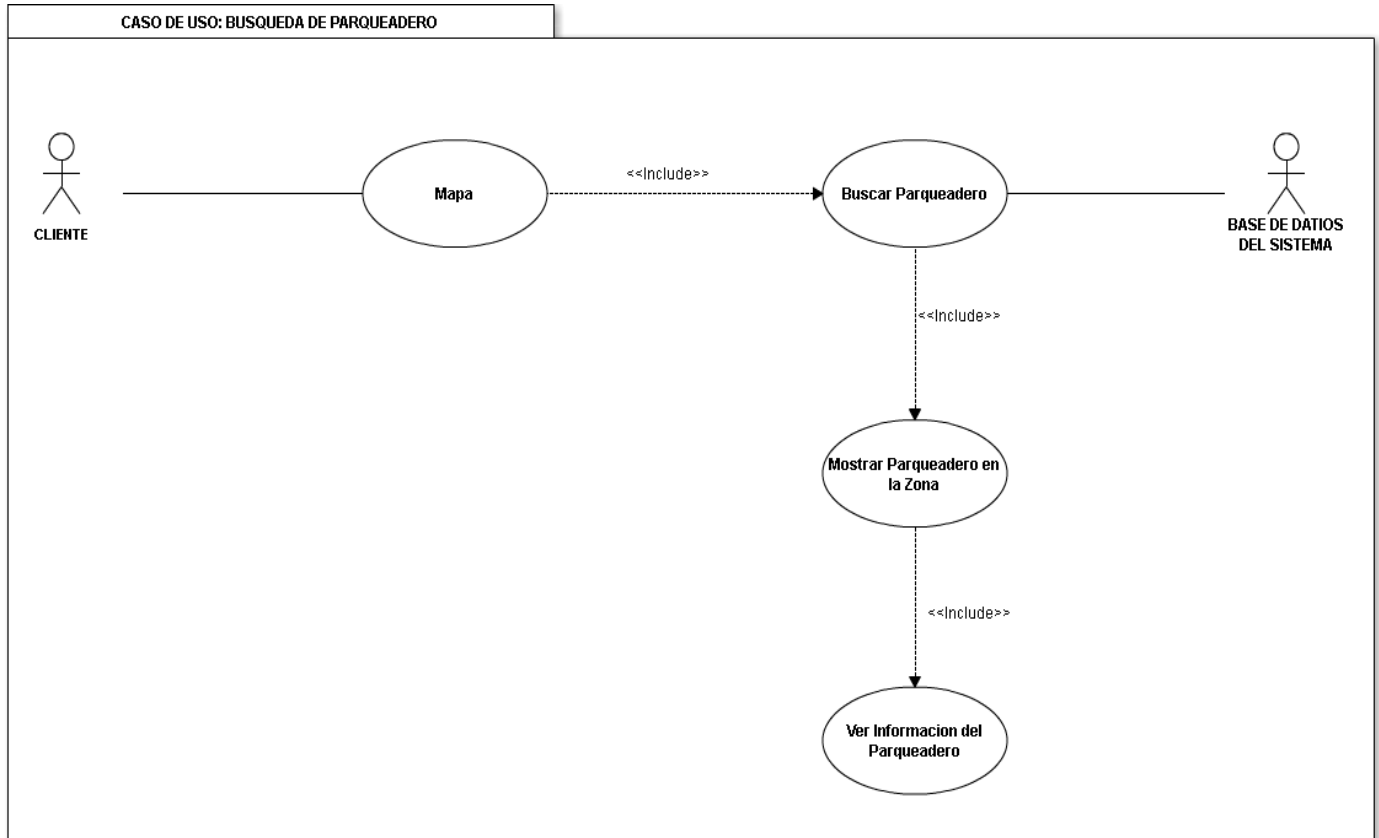 CASO DE USO: BUSQUEDA DE PARQUEADERO
CLIENTE
Mapa
<<Include>>
Buscar Parqueadero
BASE DE DATIOS
DEL SISTEMA
<<Include>>
Mostrar Parqueadero en
la Zona
<<Include>>
Ver Informacion del
Parqueadero